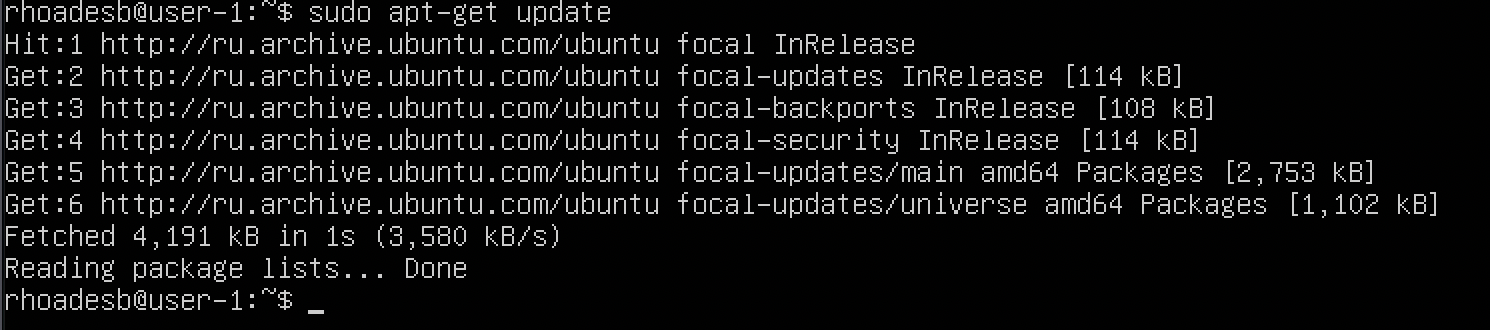 rhoadesb@user-1:~$ sudo apt-get update
Hit:1 http://ru.archive.ubuntu.com/ubuntu focal InRelease
Get:2 http://ru.archive.ubuntu.com/ubuntu focal-updates InRelease [114 kB]
Get:3 http://ru.archive.ubuntu.com/ubuntu focal-backports InRelease [108 kB]
Get:4 http://ru.archive.ubuntu.com/ubuntu focal-security InRelease [114 kB]
Get:5 http://ru.archive.ubuntu.com/ubuntu focal-updates/main amd64 Packages [2,753 kB]
Get:6 http://ru.archive.ubuntu.com/ubuntu focal-updates/universe amd64 Packages [1,102 kB]
Fetched 4,191 kB in 1s (3,580 kB/s)
Reading package lists... Done
rhoadesb@user-1:~$ _